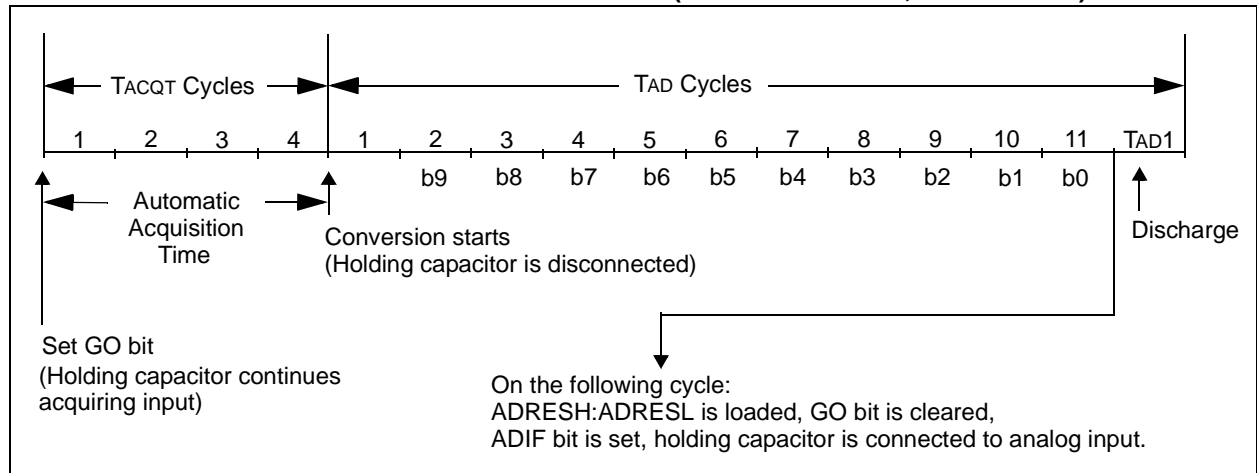 TACQT Cycles
TAD Cycles
1 2 3 4 1 2 3 4 5 6 7 8 9 10 11 TAD1
b9 b8 b7 b6 b5 b4 b3 b2 b1 b0
Automatic
Acquisition
Time
Conversion starts
(Holding capacitor is disconnected)
Discharge
Set GO bit
(Holding capacitor continues
acquiring input)
On the following cycle:
ADRESH:ADRESL is loaded, GO bit is cleared,
ADIF bit is set, holding capacitor is connected to analog input.